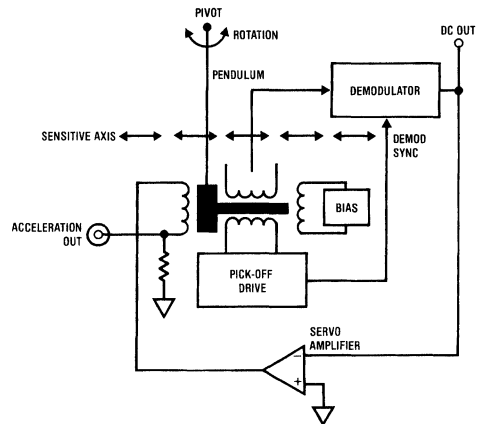 PIVOT
ROTATION
DC OUT
PENDULUM
DEMODULATOR
SENSITIVE AXIS
DEMOD
SYNC
BIAS
ACCELERATION
OUT
PICK-OFF
DRIVE
SERVO
AMPLIFIER
−
+